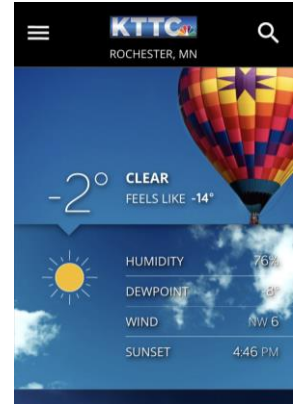 KTTC
ROCHESTER, MN
-2°
CLEAR
FEELS LIKE -14°
HUMIDITY 76%
DEWPOINT -8°
WIND NW 6
SUNSET 4:46 PM